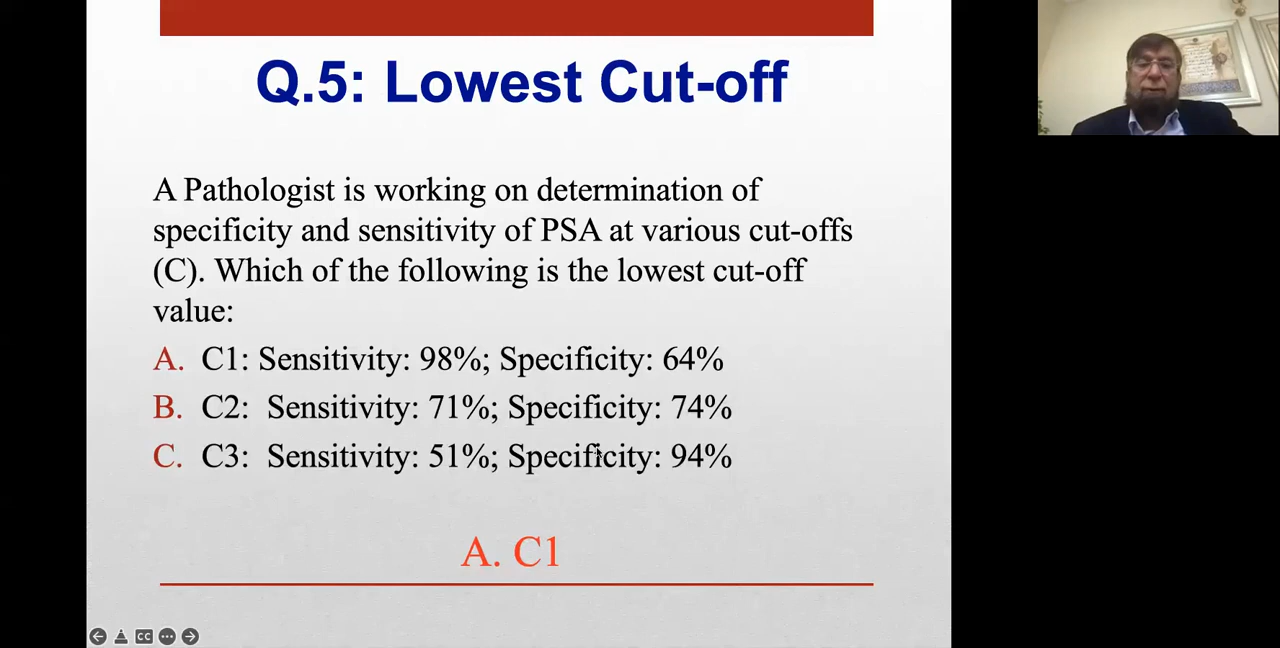 Q.5: Lowest Cut-off
A Pathologist is working on determination of
specificity and sensitivity of PSA at various cut-offs
(C). Which of the following is the lowest cut-off
value:
A. C1: Sensitivity: 98%; Specificity: 64%
B. C2: Sensitivity: 71%; Specificity: 74%
C. C3: Sensitivity: 51%; Specificity: 94%
A. C1
CC